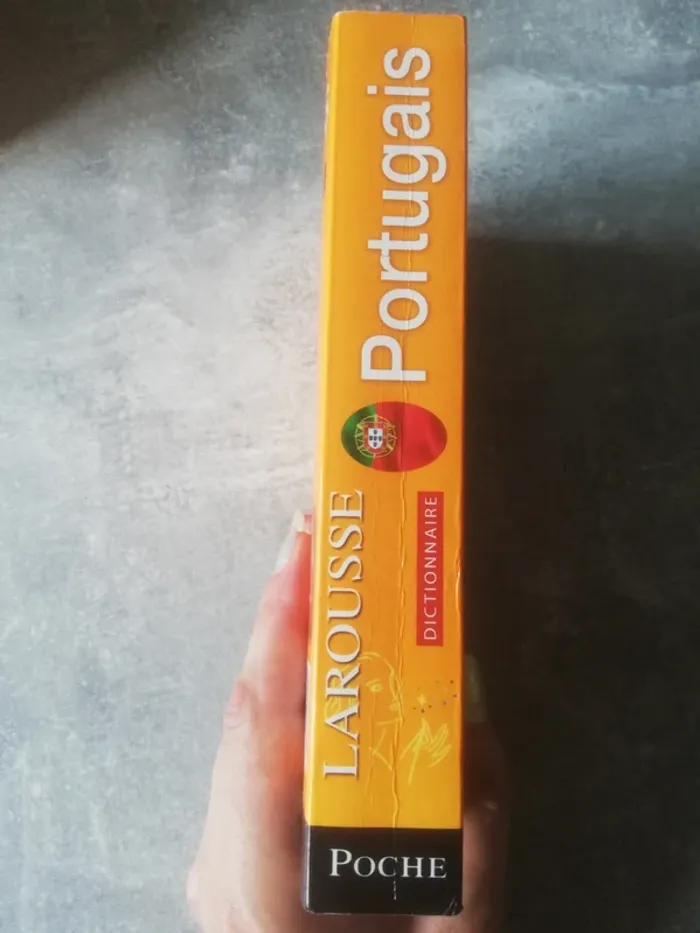 Portugais
LAROUSSE
DICTIONNAIRE
POCHE